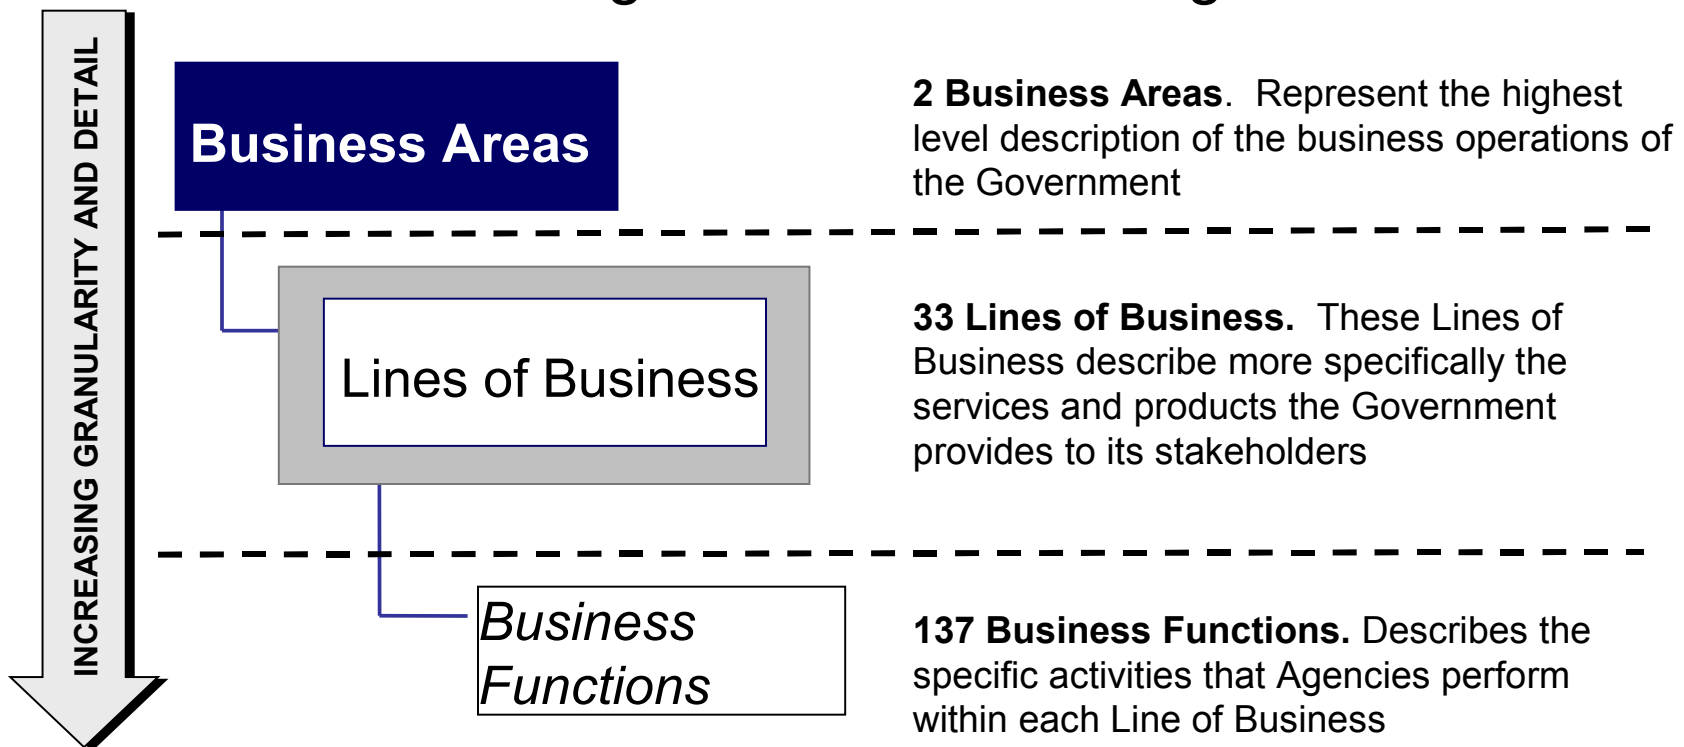 INCREASING GRANULARITY AND DETAIL
Business Areas
2 Business Areas. Represent the highest
level description of the business operations of
the Government
Lines of Business
33 Lines of Business. These Lines of
Business describe more specifically the
services and products the Government
provides to its stakeholders
Business
Functions
137 Business Functions. Describes the
specific activities that Agencies perform
within each Line of Business